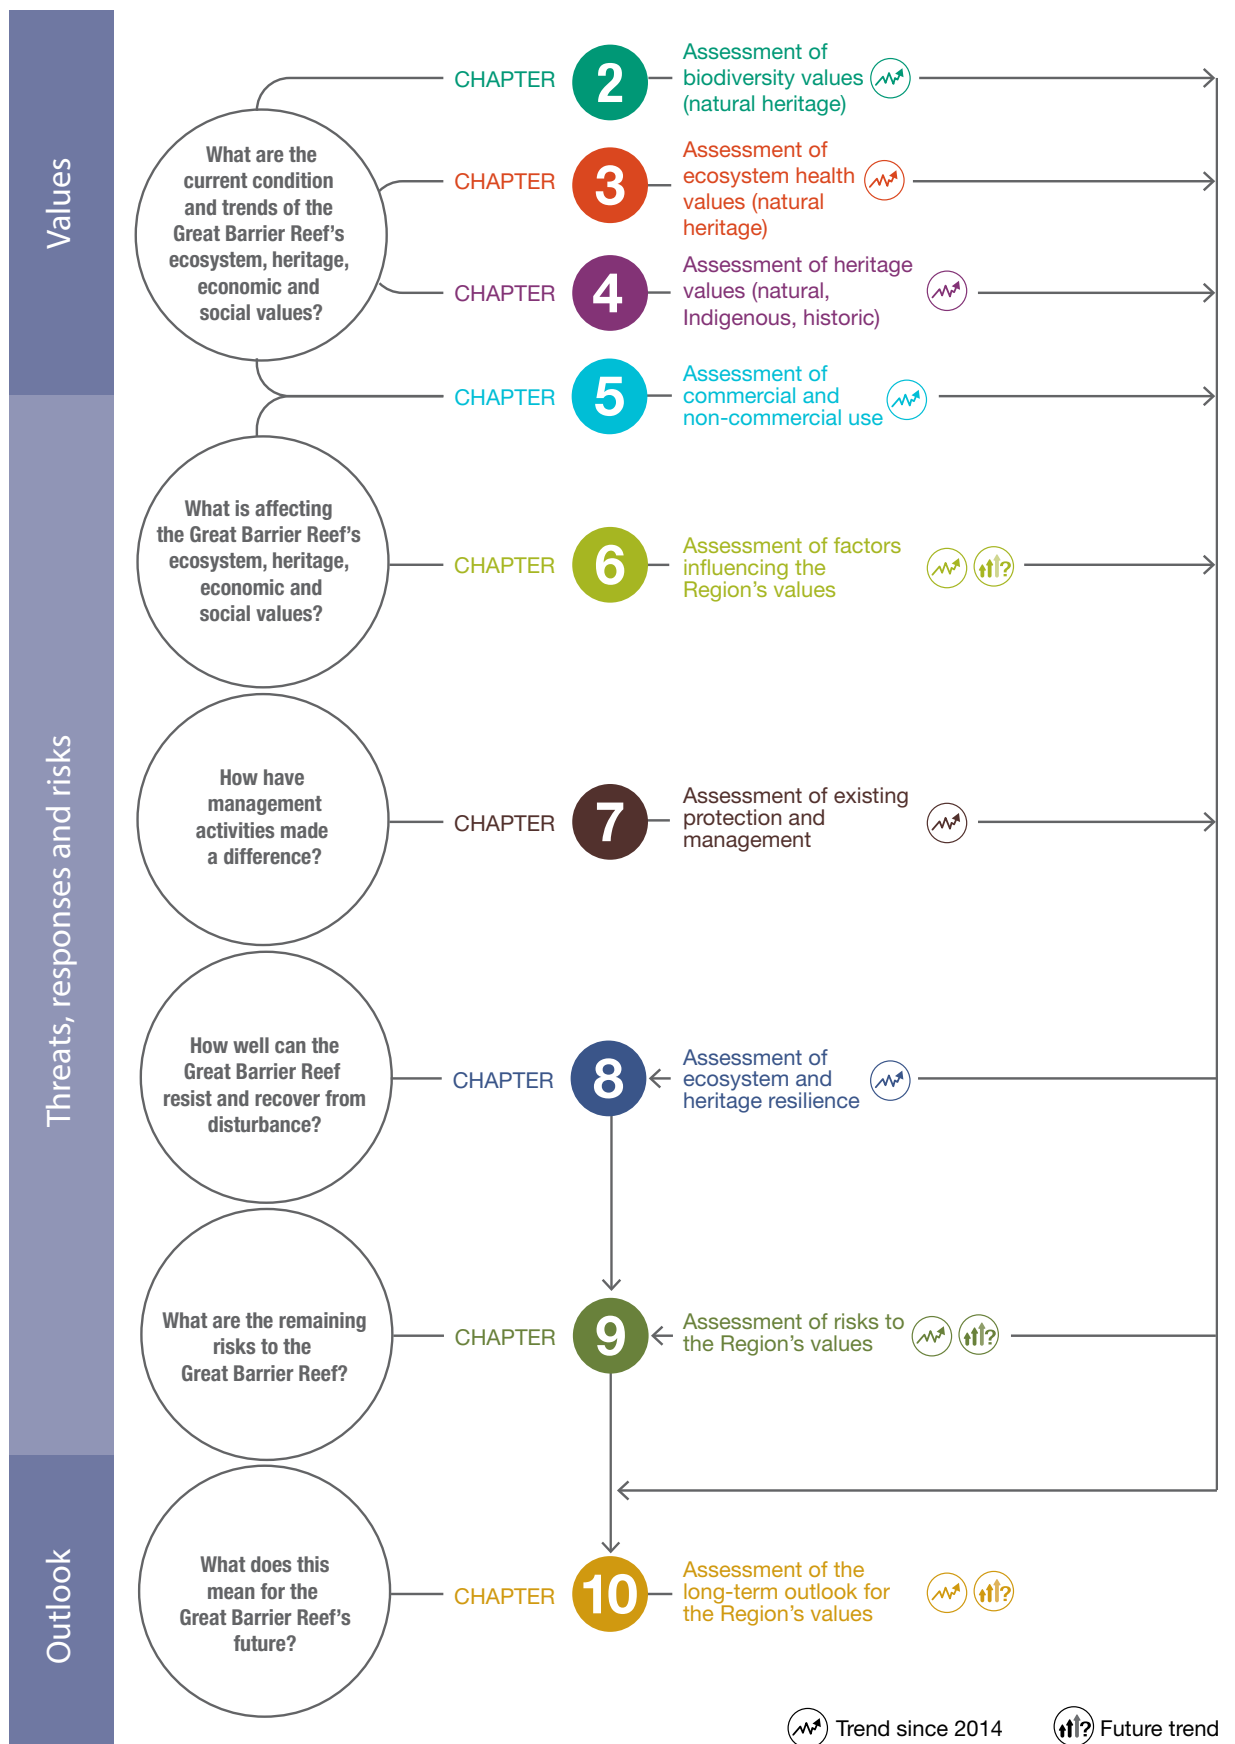 Values
What are the
current condition
and trends of the
Great Barrier Reef's
ecosystem, heritage,
economic and
social values?
CHAPTER
2
Assessment of
biodiversity values
(natural heritage)
CHAPTER
3
Assessment of
ecosystem health
values (natural
heritage)
CHAPTER
4
Assessment of heritage
values (natural,
Indigenous, historic)
CHAPTER
5
Assessment of
commercial and
non-commercial use
Threats, responses and risks
What is affecting
the Great Barrier Reef's
ecosystem, heritage,
economic and
social values?
CHAPTER
6
Assessment of factors
influencing the
Region's values
?
How have
management
activities made
a difference?
CHAPTER
7
Assessment of existing
protection and
management
How well can the
Great Barrier Reef
resist and recover from
disturbance?
CHAPTER
8
Assessment of
ecosystem and
heritage resilience
What are the remaining
risks to the
Great Barrier Reef?
CHAPTER
9
Assessment of risks to
the Region's values
?
Outlook
What does this
mean for the
Great Barrier Reef's
future?
CHAPTER
10
Assessment of the
long-term outlook for
the Region's values
?
Trend since 2014
? Future trend